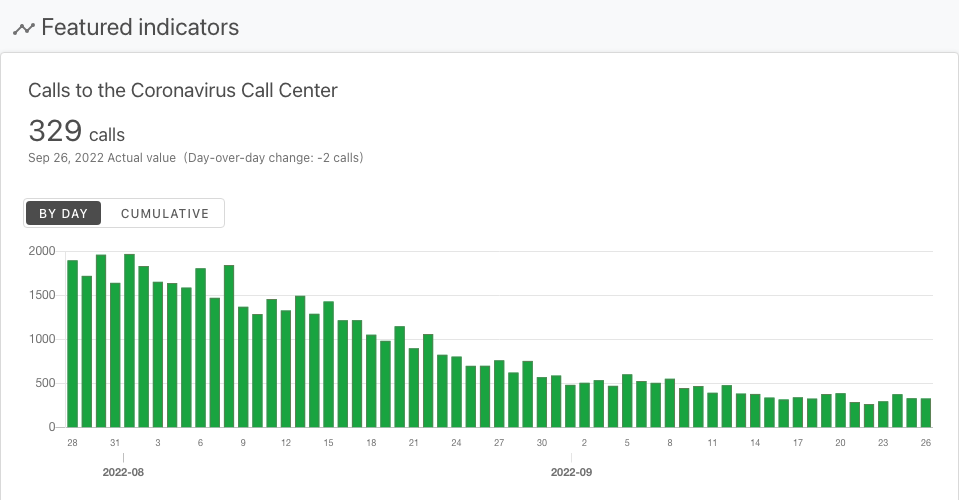 Featured indicators
Calls to the Coronavirus Call Center
329 calls
Sep 26, 2022 Actual value (Day-over-day change: -2 calls)
BY DAY CUMULATIVE
2000
1500
1000
500
0
28 31 3 6 9 12 15 18 21 24 27 30 2 5 8 11 14 17 20 23 26
2022-08 2022-09